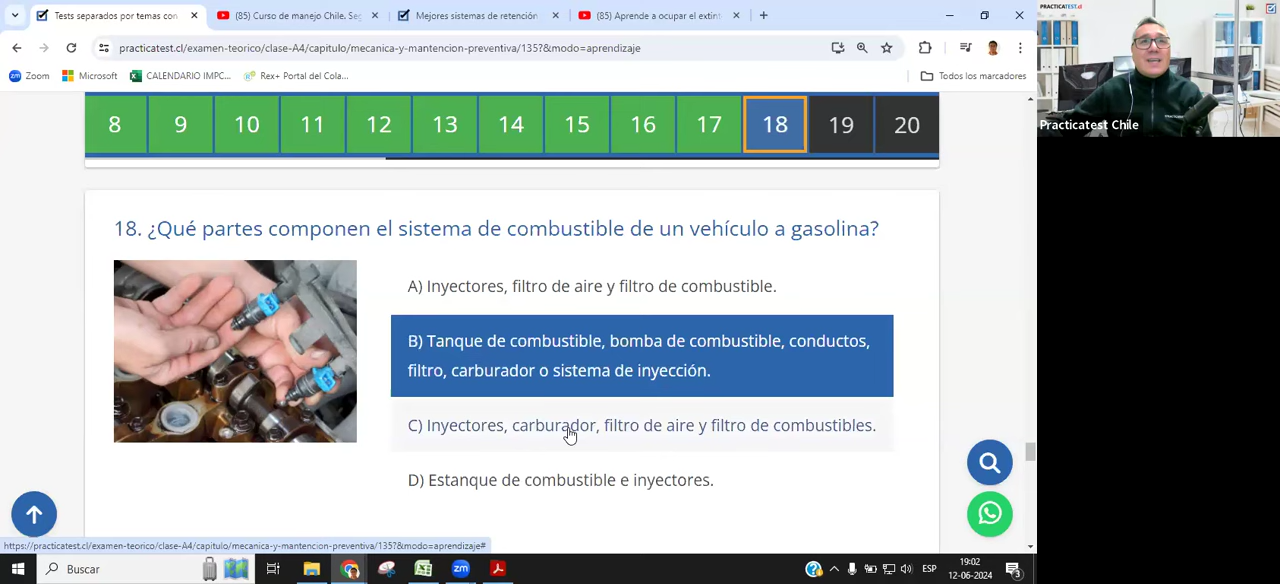 Tests separados por temas con
(85) Curso de manejo Chile: Seg
Mejores sistemas de retención
(85) Aprende a ocupar el extint
practicatest.cl/examen-teorico/clase-A4/capitulo/mecanica-y-mantencion-preventiva/135?&modo=aprendizaje
Zoom
Microsoft
CALENDARIO IMPC...
Rex+ Portal del Cola...
Todos los marcadores
PRACTICATEST.CL
Practicatest Chile
8 9 10 11 12 13 14 15 16 17 18 19 20
18. ¿Qué partes componen el sistema de combustible de un vehículo a gasolina?
A) Inyectores, filtro de aire y filtro de combustible.
B) Tanque de combustible, bomba de combustible, conductos,
filtro, carburador o sistema de inyección.
C) Inyectores, carburador, filtro de aire y filtro de combustibles.
D) Estanque de combustible e inyectores.
https://practicatest.cl/examen-teorico/clase-A4/capitulo/mecanica-y-mantencion-preventiva/135?&modo=aprendizaje#
Buscar
ESP
19:02
12-06-2024